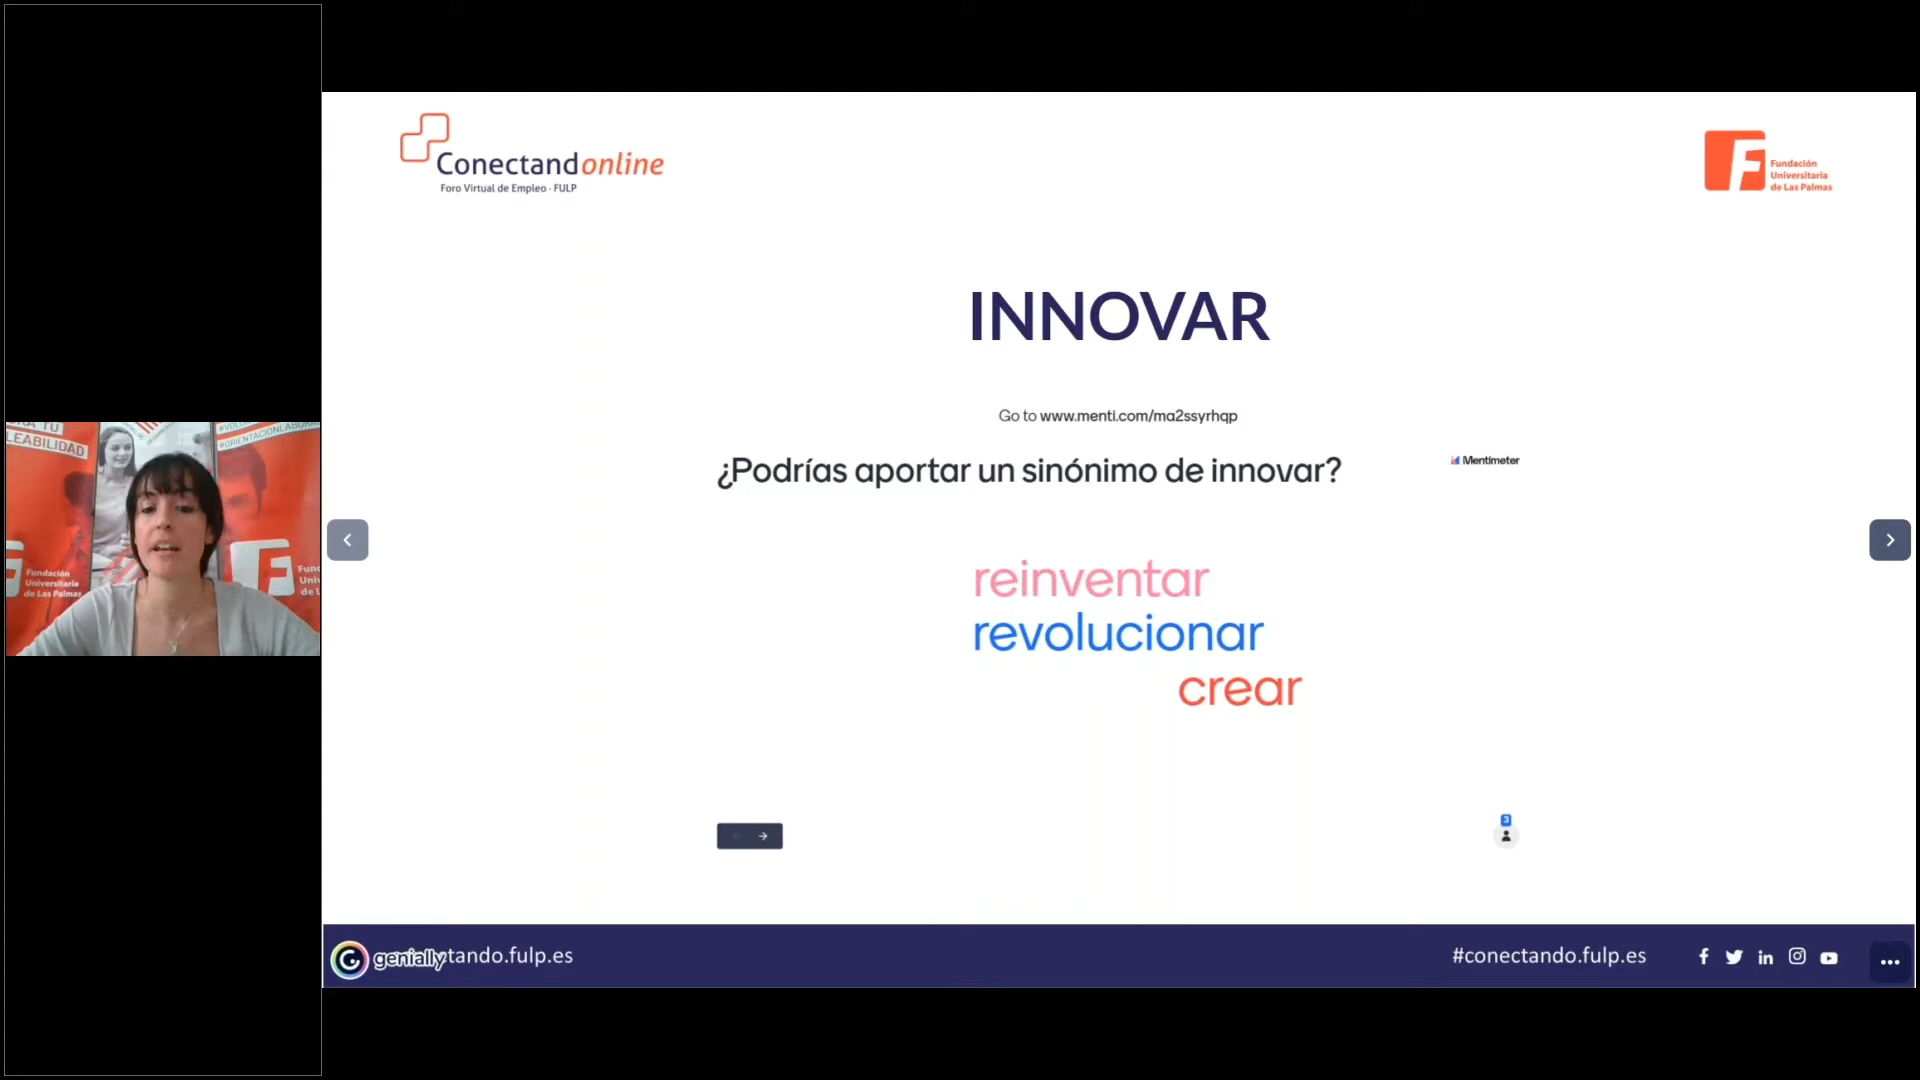 Conectandonline
Foro Virtual de Empleo · FULP
Fundación
Universitaria
de Las Palmas
INNOVAR
Go to www.menti.com/ma2ssyrhqp
¿Podrías aportar un sinónimo de innovar?
Mentimeter
reinventar
revolucionar
crear
3
LEABILIDAD
#ORIENTACIONLABORA
Fundación
Universitaria
de Las Palmas
genially
tando.fulp.es
#conectando.fulp.es